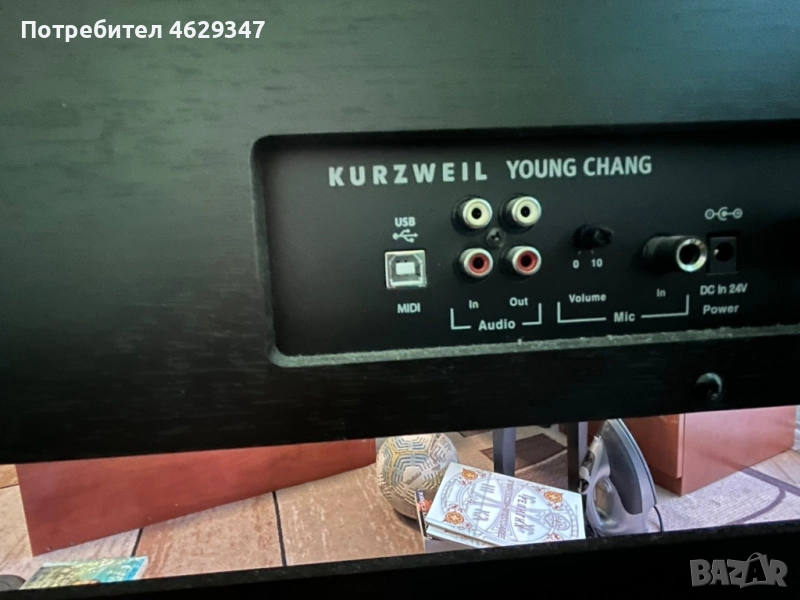 Потребител 4629347
KURZWEIL YOUNG CHANG
USB
MIDI
In Out
Audio
0 10
Volume In
Mic
DC In 24V
Power
BAZAR